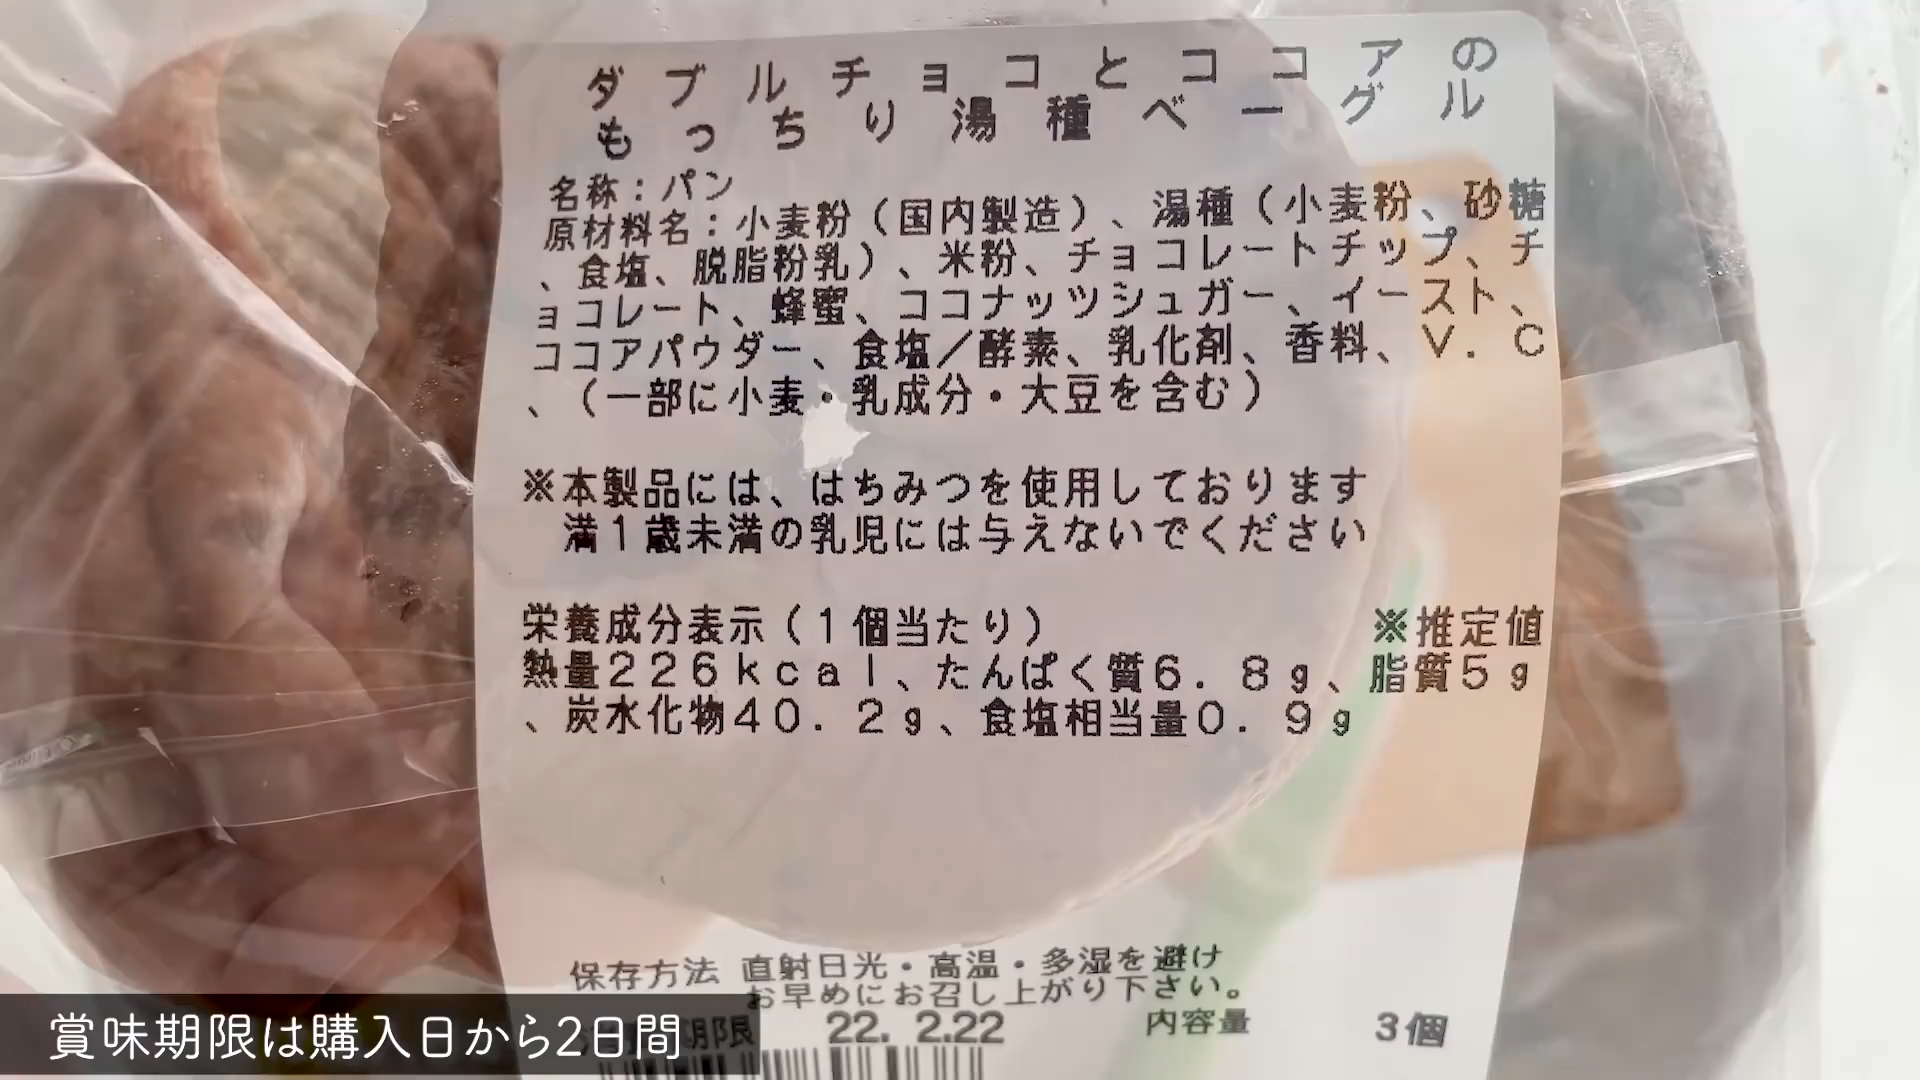 ダブルチョコとココアの
もっちり湯種ベーグル
名称：パン
原材料名：小麦粉（国内製造）、湯種（小麦粉、砂糖
、食塩、脱脂粉乳）、米粉、チョコレートチップ、チ
ョコレート、蜂蜜、ココナッツシュガー、イースト、
ココアパウダー、食塩／酵素、乳化剤、香料、Ｖ．Ｃ
、（一部に小麦・乳成分・大豆を含む）
※本製品には、はちみつを使用しております
満１歳未満の乳児には与えないでください
栄養成分表示（１個当たり） ※推定値
熱量２２６ｋｃａｌ、たんぱく質６．８ｇ、脂質５ｇ
、炭水化物４０．２ｇ、食塩相当量０．９ｇ
保存方法 直射日光・高温・多湿を避け
お早めにお召し上がり下さい。
期限 22. 2.22 内容量 3個
賞味期限は購入日から2日間